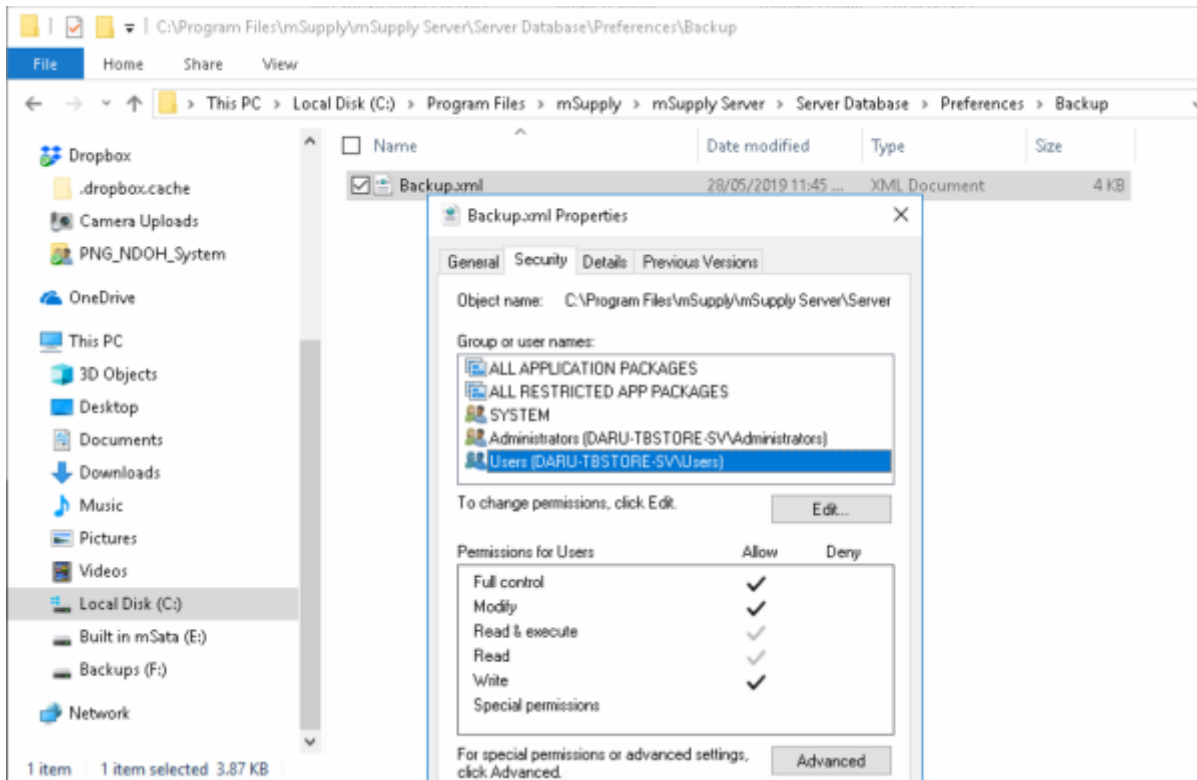 C:\Program Files\mSupply\mSupply Server\Server Database\Preferences\Backup
File Home Share View
This PC > Local Disk (C:) > Program Files > mSupply > mSupply Server > Server Database > Preferences > Backup
Name Date modified Type Size
Dropbox
.dropbox.cache
Camera Uploads
PNG_NDOH_System
OneDrive
This PC
3D Objects
Desktop
Documents
Downloads
Music
Pictures
Videos
Local Disk (C:)
Built in mSata (E:)
Backups (F:)
Network
1 item 1 item selected 3.87 KB
Backup.xml 28/05/2019 11:45 ... XML Document 4 KB
Backup.xml Properties
General Security Details Previous Versions
Object name: C:\Program Files\mSupply\mSupply Server\Server
Group or user names:
ALL APPLICATION PACKAGES
ALL RESTRICTED APP PACKAGES
SYSTEM
Administrators (DARU-TBSTORE-SV\Administrators)
Users (DARU-TBSTORE-SV\Users)
To change permissions, click Edit. Edit...
Permissions for Users Allow Deny
Full control
Modify
Read & execute
Read
Write
Special permissions
For special permissions or advanced settings,
click Advanced.
Advanced